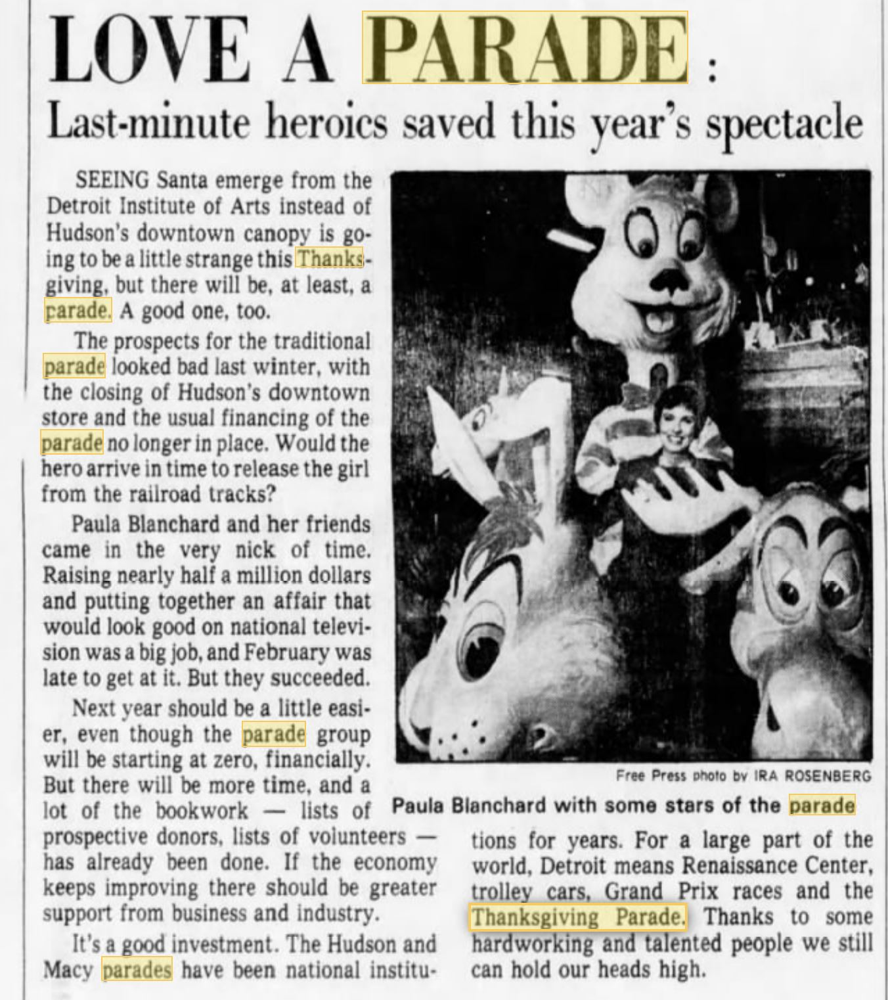 LOVE A PARADE:
Last-minute heroics saved this year's spectacle
SEEING Santa emerge from the
Detroit Institute of Arts instead of
Hudson's downtown canopy is go-
ing to be a little strange this Thanks-
giving, but there will be, at least, a
parade. A good one, too.
The prospects for the traditional
parade looked bad last winter, with
the closing of Hudson's downtown
store and the usual financing of the
parade no longer in place. Would the
hero arrive in time to release the girl
from the railroad tracks?
Paula Blanchard and her friends
came in the very nick of time.
Raising nearly half a million dollars
and putting together an affair that
would look good on national televi-
sion was a big job, and February was
late to get at it. But they succeeded.
Next year should be a little easi-
er, even though the parade group
will be starting at zero, financially.
But there will be more time, and a
lot of the bookwork — lists of
prospective donors, lists of volunteers —
has already been done. If the economy
keeps improving there should be greater
support from business and industry.
It's a good investment. The Hudson and
Macy parades have been national institu-
Free Press photo by IRA ROSENBERG
Paula Blanchard with some stars of the parade
tions for years. For a large part of the
world, Detroit means Renaissance Center,
trolley cars, Grand Prix races and the
Thanksgiving Parade. Thanks to some
hardworking and talented people we still
can hold our heads high.